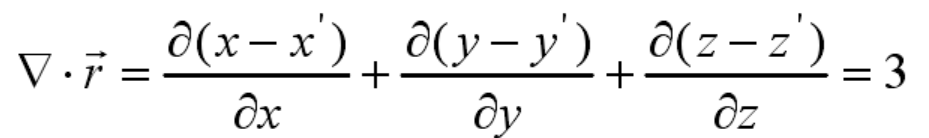 ∇ · r⃗ = ∂(x − x')/∂x + ∂(y − y')/∂y + ∂(z − z')/∂z = 3